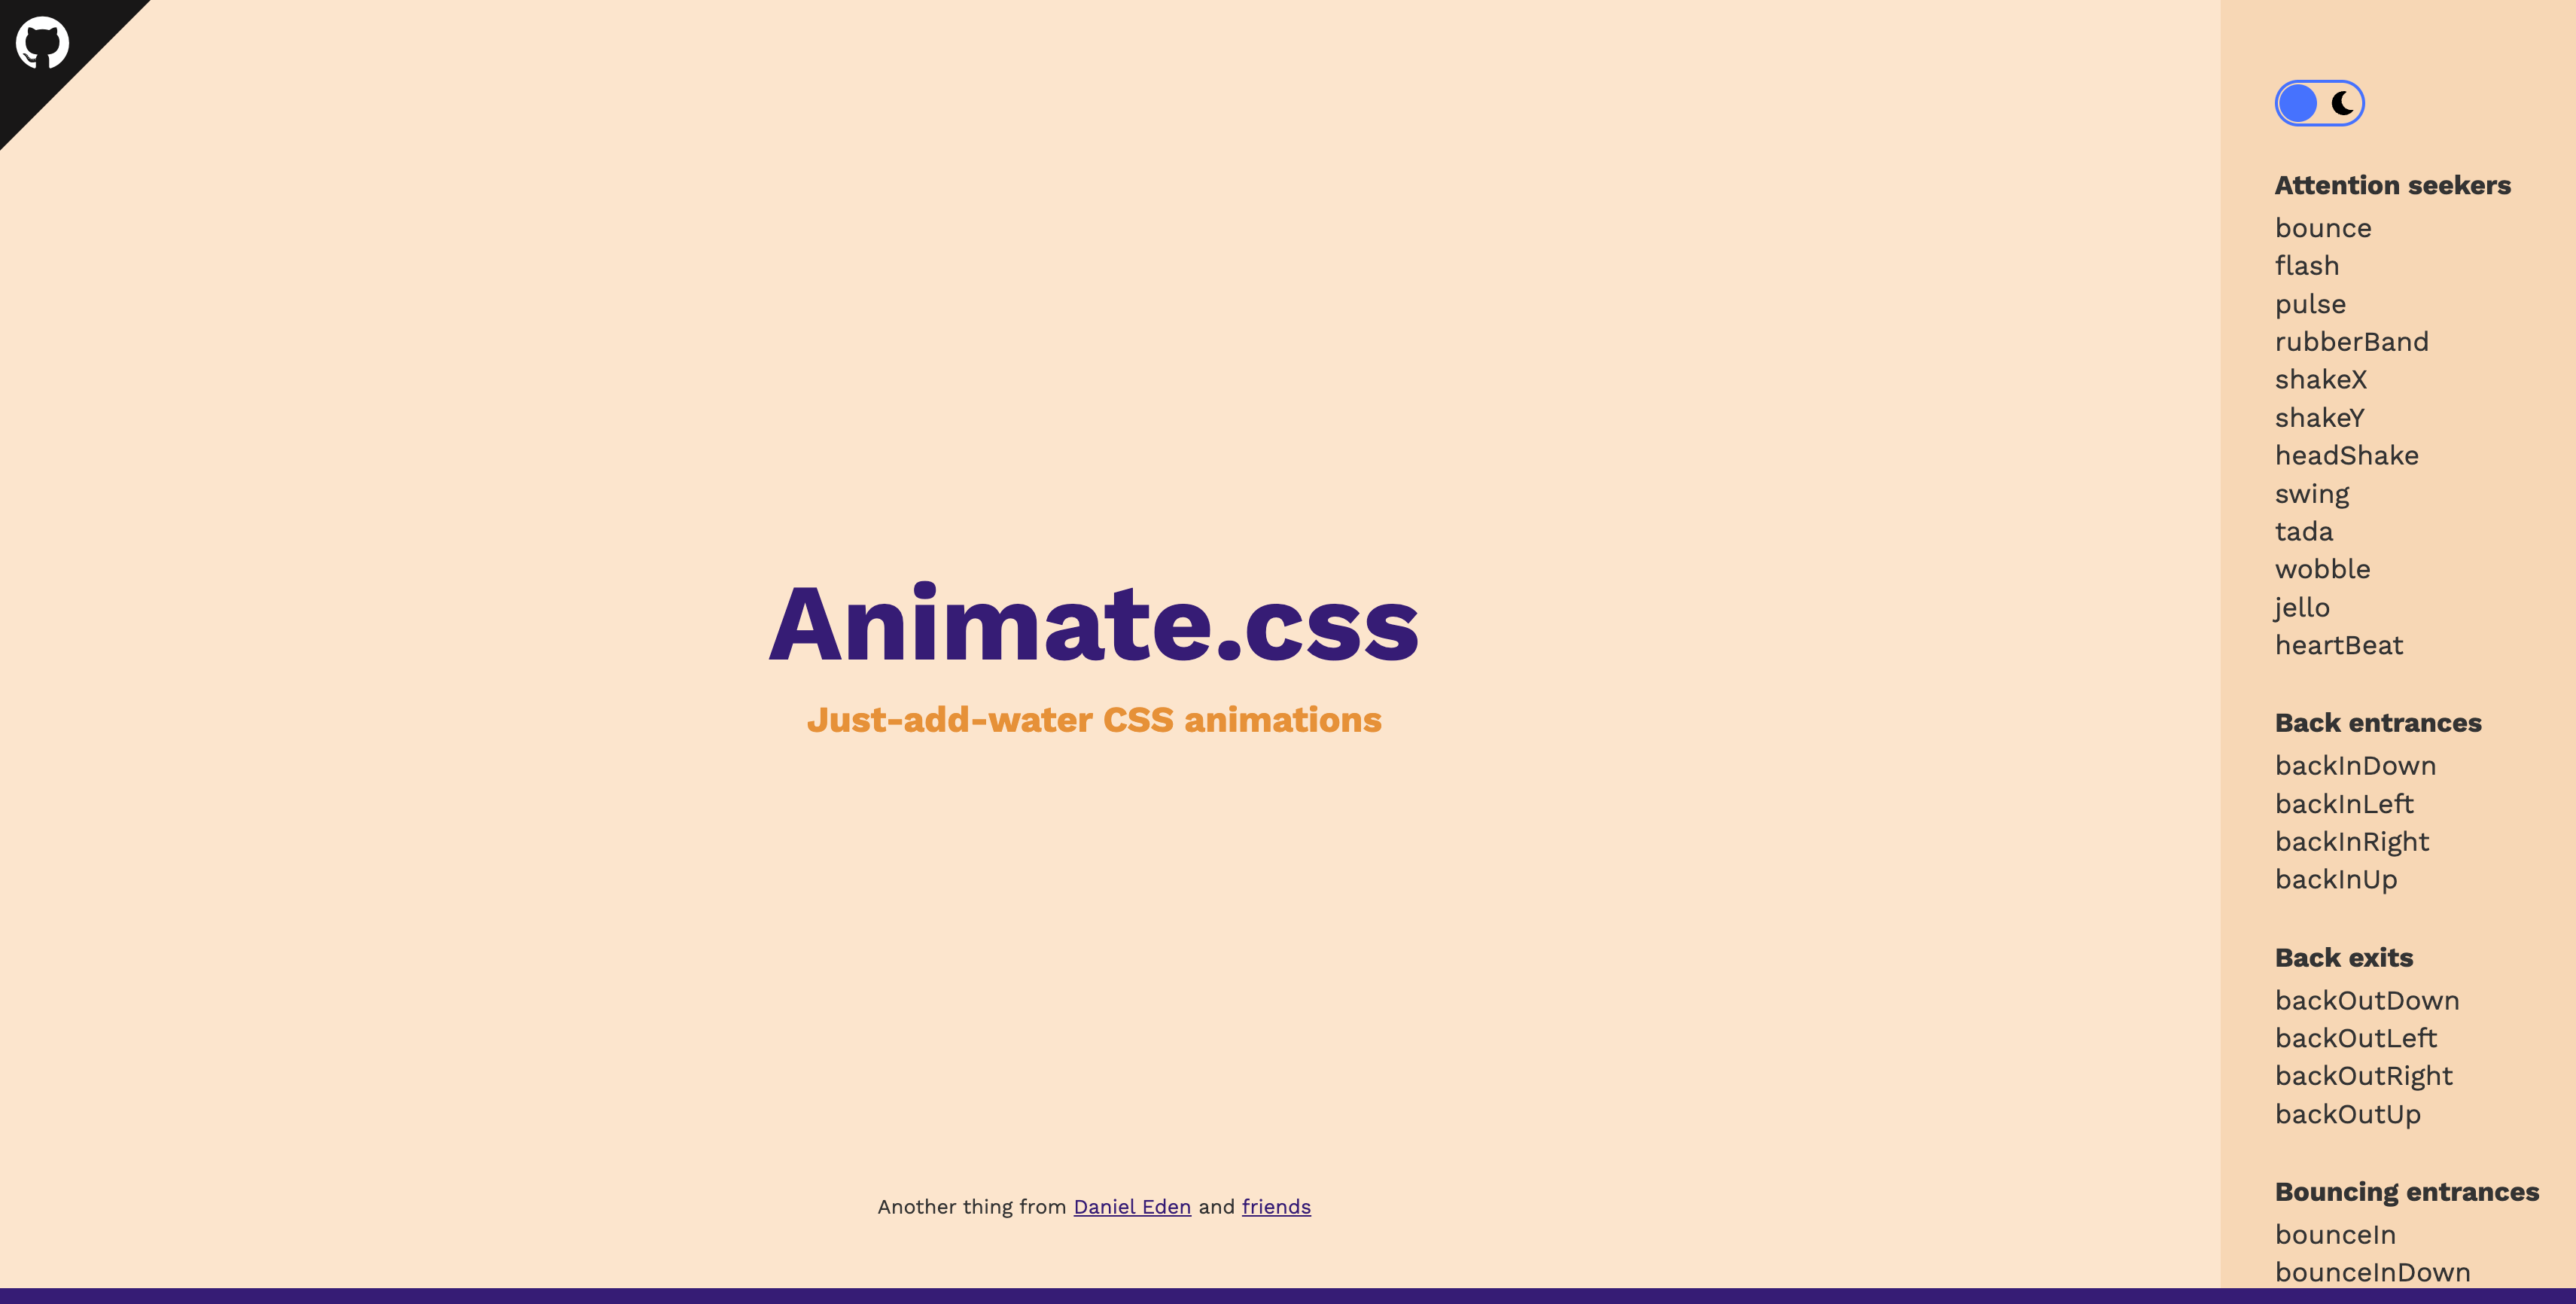 Animate.css
Just-add-water CSS animations
Another thing from Daniel Eden and friends
Attention seekers
bounce
flash
pulse
rubberBand
shakeX
shakeY
headShake
swing
tada
wobble
jello
heartBeat
Back entrances
backInDown
backInLeft
backInRight
backInUp
Back exits
backOutDown
backOutLeft
backOutRight
backOutUp
Bouncing entrances
bounceIn
bounceInDown